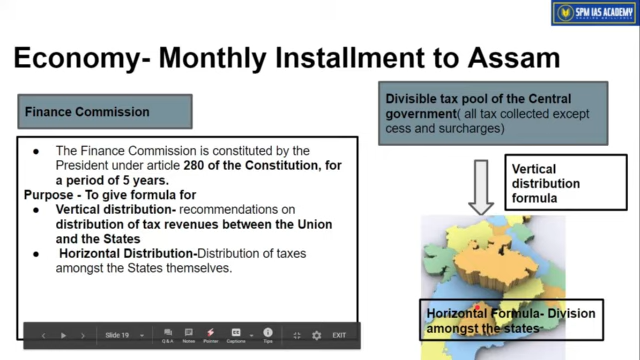 SPM IAS ACADEMY
Economy- Monthly Installment to Assam
Finance Commission
● The Finance Commission is constituted by the
President under article 280 of the Constitution, for
a period of 5 years.
Purpose - To give formula for
● Vertical distribution- recommendations on
distribution of tax revenues between the Union
and the States
● Horizontal Distribution-Distribution of taxes
amongst the States themselves.
Divisible tax pool of the Central
government( all tax collected except
cess and surcharges)
Vertical
distribution
formula
Horizontal Formula- Division
amongst the states-
Slide 19
Q & A
Notes
Pointer
Captions
Tips
EXIT